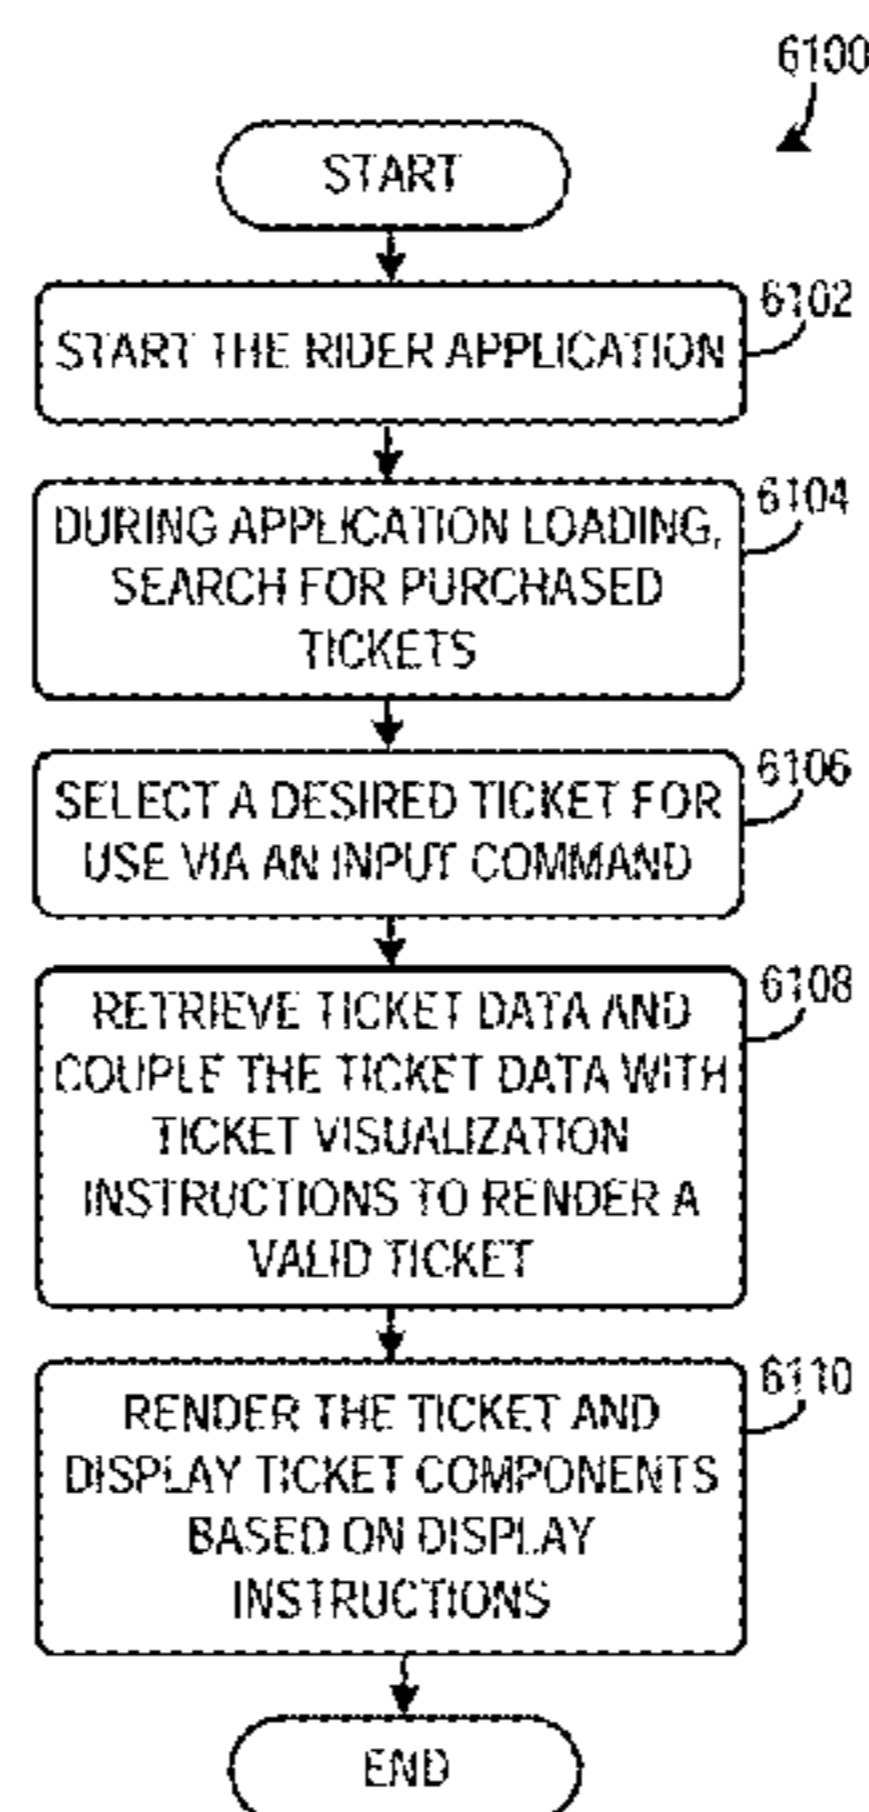 6100
START
6102
START THE RIDER APPLICATION
6104
DURING APPLICATION LOADING,
SEARCH FOR PURCHASED
TICKETS
6106
SELECT A DESIRED TICKET FOR
USE VIA AN INPUT COMMAND
6108
RETRIEVE TICKET DATA AND
COUPLE THE TICKET DATA WITH
TICKET VISUALIZATION
INSTRUCTIONS TO RENDER A
VALID TICKET
6110
RENDER THE TICKET AND
DISPLAY TICKET COMPONENTS
BASED ON DISPLAY
INSTRUCTIONS
END